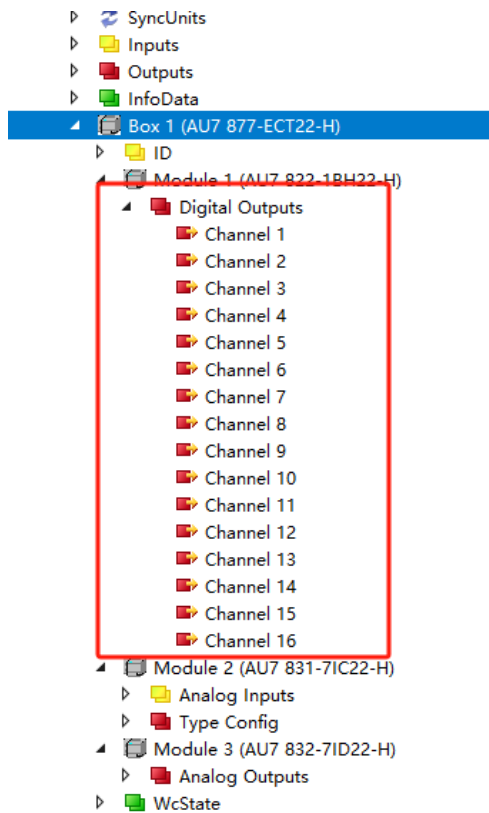 SyncUnits
Inputs
Outputs
InfoData
Box 1 (AU7 877-ECT22-H)
ID
Module 1 (AU7 822-1BH22-H)
Digital Outputs
Channel 1
Channel 2
Channel 3
Channel 4
Channel 5
Channel 6
Channel 7
Channel 8
Channel 9
Channel 10
Channel 11
Channel 12
Channel 13
Channel 14
Channel 15
Channel 16
Module 2 (AU7 831-7IC22-H)
Analog Inputs
Type Config
Module 3 (AU7 832-7ID22-H)
Analog Outputs
WcState